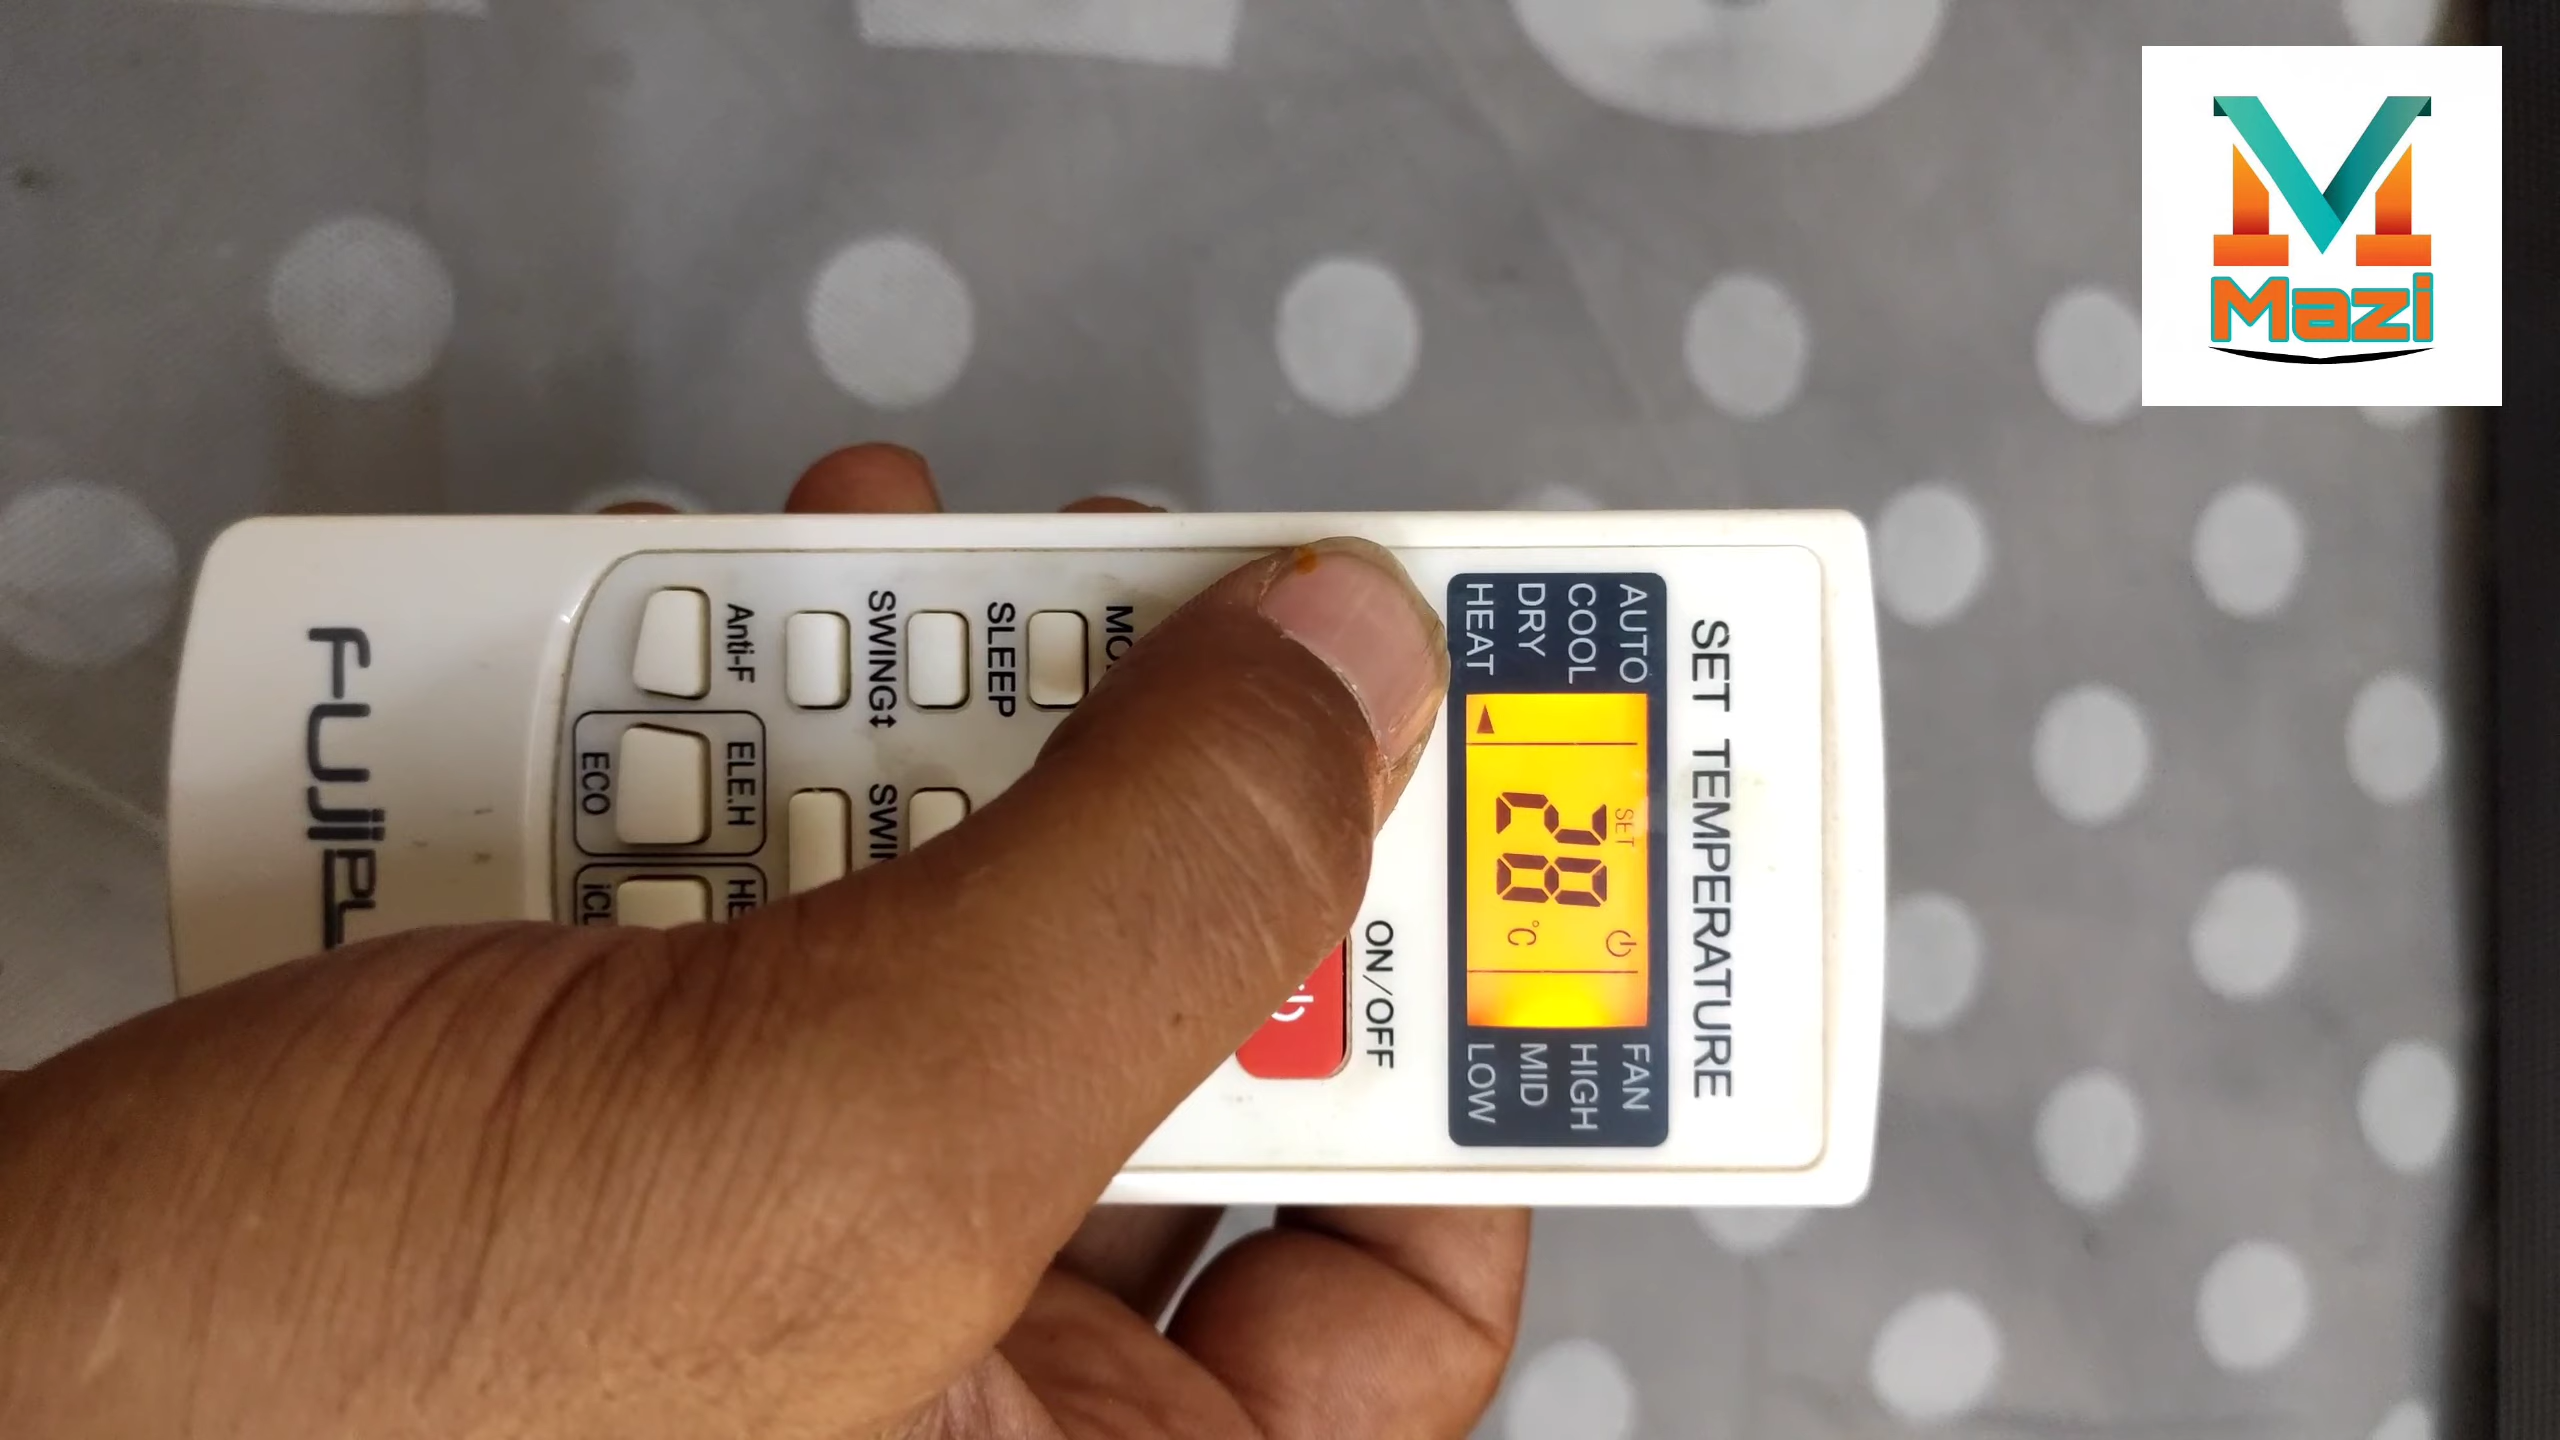 Mazi
SET TEMPERATURE
AUTO
COOL
DRY
HEAT
SET
28 °C
FAN
HIGH
MID
LOW
ON/OFF
SLEEP
SWING↕
Anti-F
ELE.H
ECO